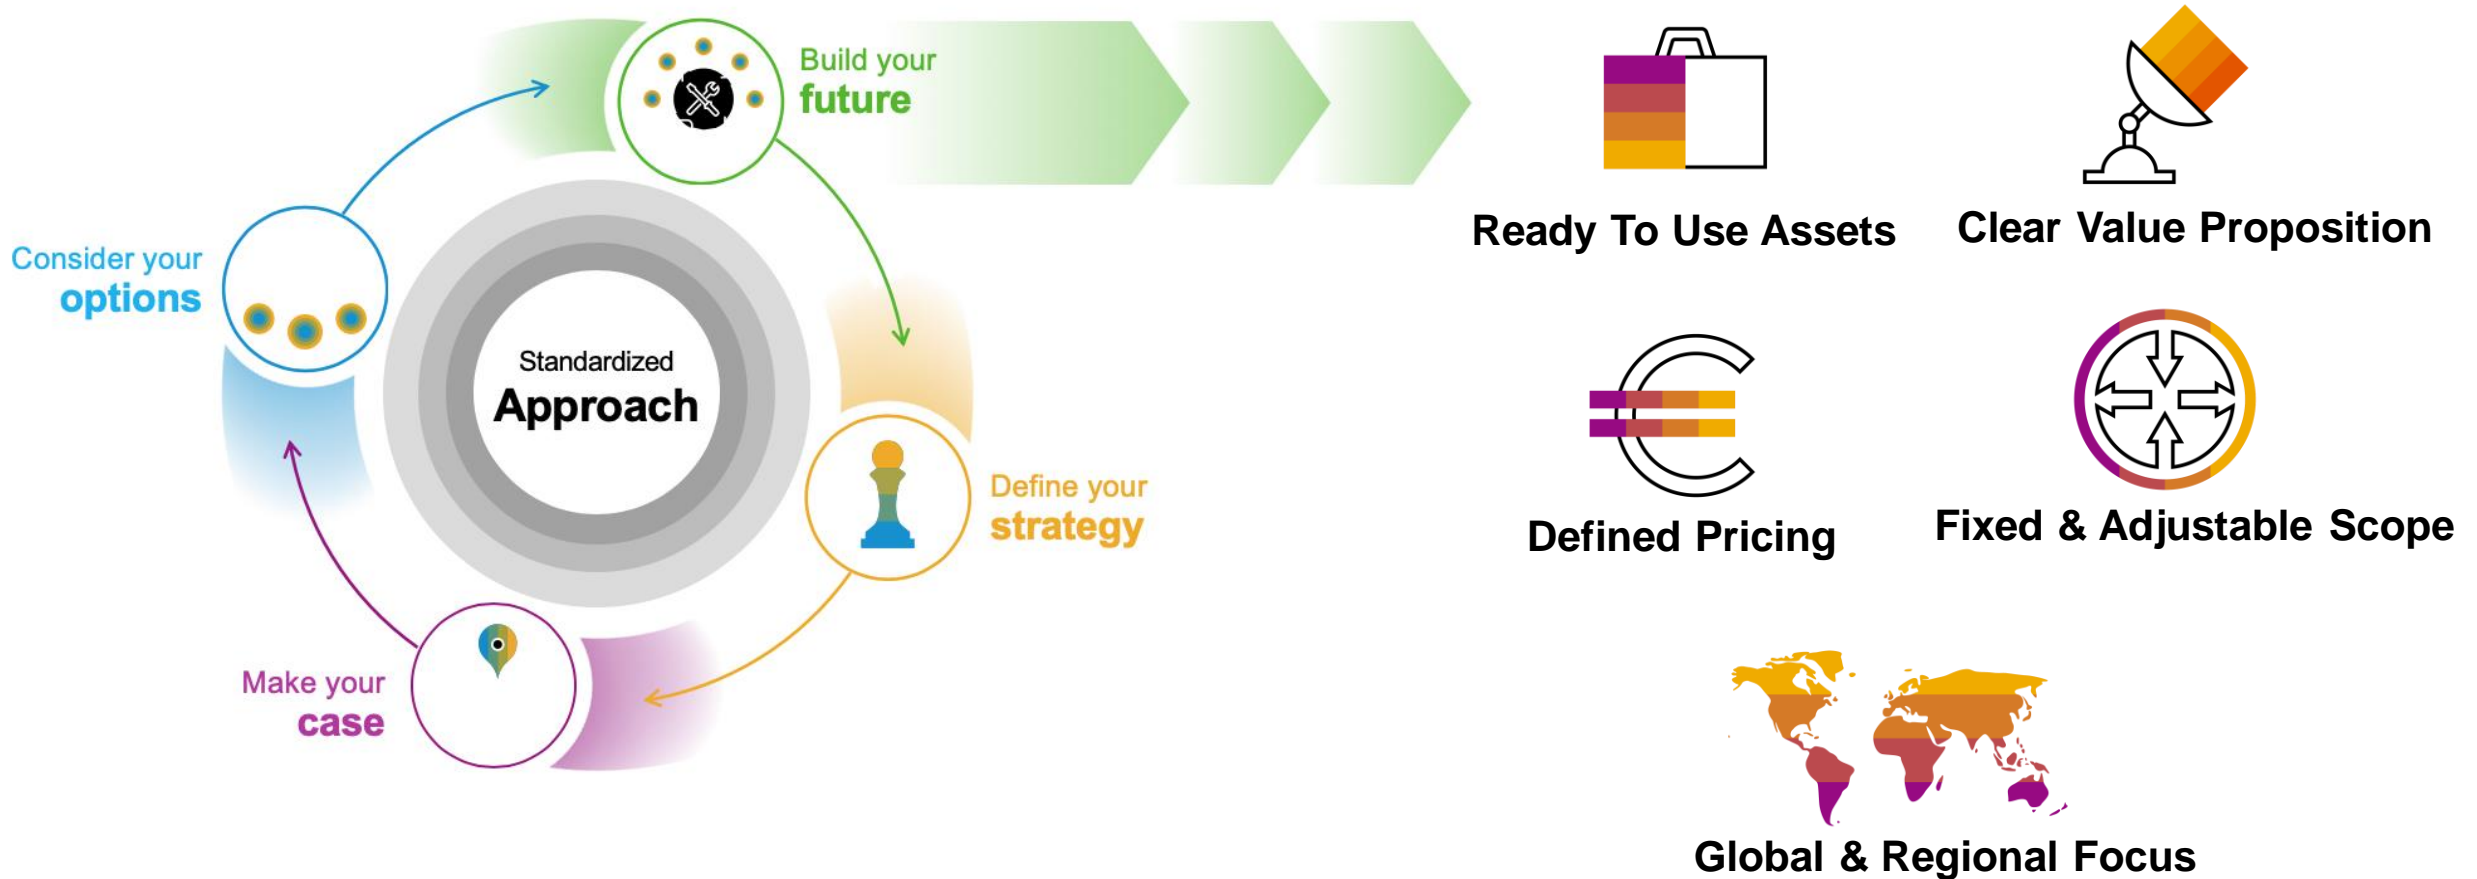 Build your
future
Consider your
options
Standardized
Approach
Define your
strategy
Make your
case
Ready To Use Assets
Clear Value Proposition
Defined Pricing
Fixed & Adjustable Scope
Global & Regional Focus